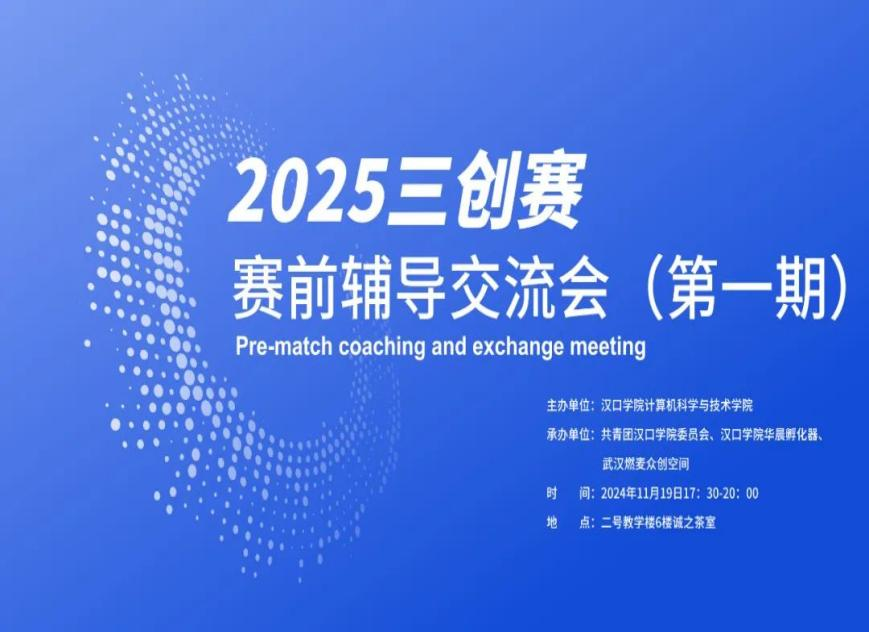 2025三创赛
赛前辅导交流会（第一期）
Pre-match coaching and exchange meeting
主办单位：汉口学院计算机科学与技术学院
承办单位：共青团汉口学院委员会、汉口学院华晨孵化器、
武汉燃麦众创空间
时　间：2024年11月19日17：30-20：00
地　点：二号教学楼6楼诚之茶室